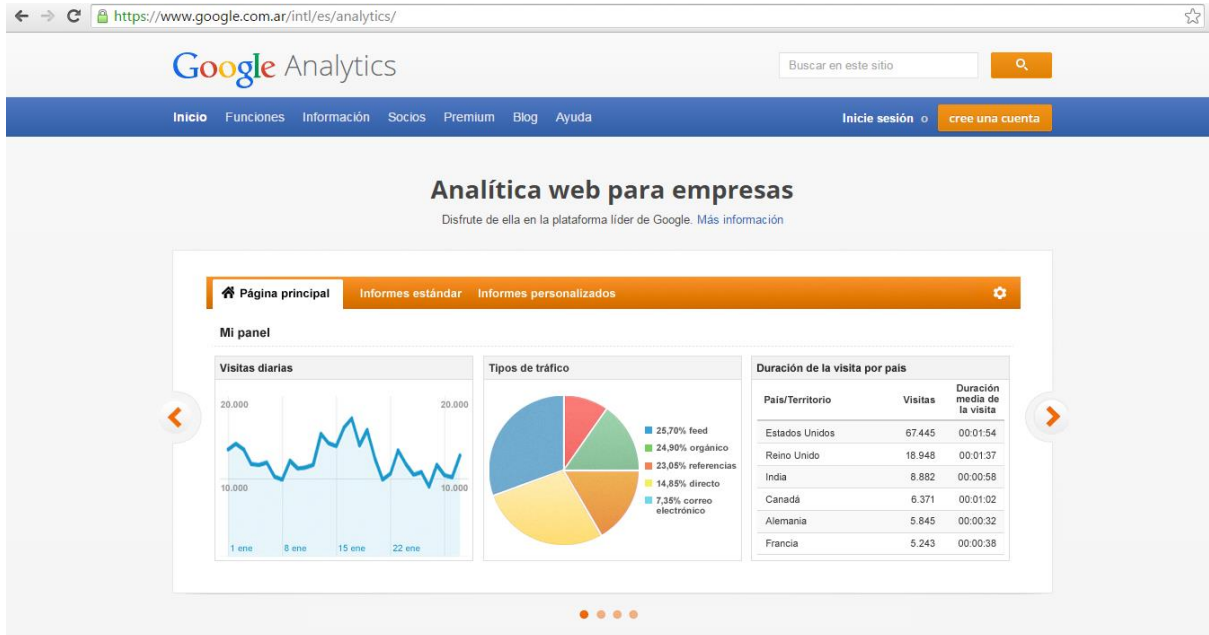 https://www.google.com.ar/intl/es/analytics/
Google Analytics
Buscar en este sitio
Inicio Funciones Información Socios Premium Blog Ayuda
Inicie sesión o cree una cuenta
Analítica web para empresas
Disfrute de ella en la plataforma líder de Google. Más información
Página principal Informes estándar Informes personalizados
Mi panel
Visitas diarias
20.000 20.000
10.000 10.000
1 ene 8 ene 15 ene 22 ene
Tipos de tráfico
25,70% feed
24,90% orgánico
23,05% referencias
14,85% directo
7,35% correo
electrónico
Duración de la visita por país
País/Territorio Visitas Duración
media de
la visita
Estados Unidos 67.445 00:01:54
Reino Unido 18.948 00:01:37
India 8.882 00:00:58
Canadá 6.371 00:01:02
Alemania 5.845 00:00:32
Francia 5.243 00:00:38